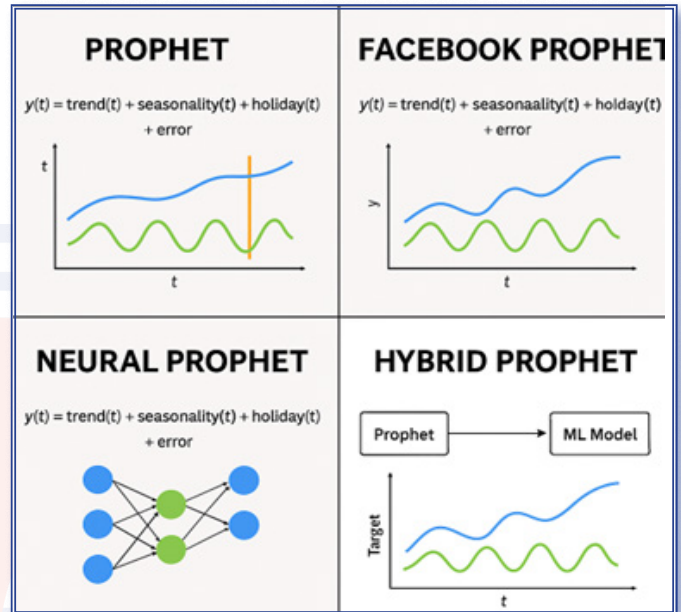 PROPHET
y(t) = trend(t) + seasonality(t) + holiday(t)
+ error
t
t
FACEBOOK PROPHET
y(t) = trend(t) + seasonaality(t) + holday(t)
+ error
y
t
NEURAL PROPHET
y(t) = trend(t) + seasonality(t) + holiday(t)
+ error
HYBRID PROPHET
Prophet
ML Model
Target
t